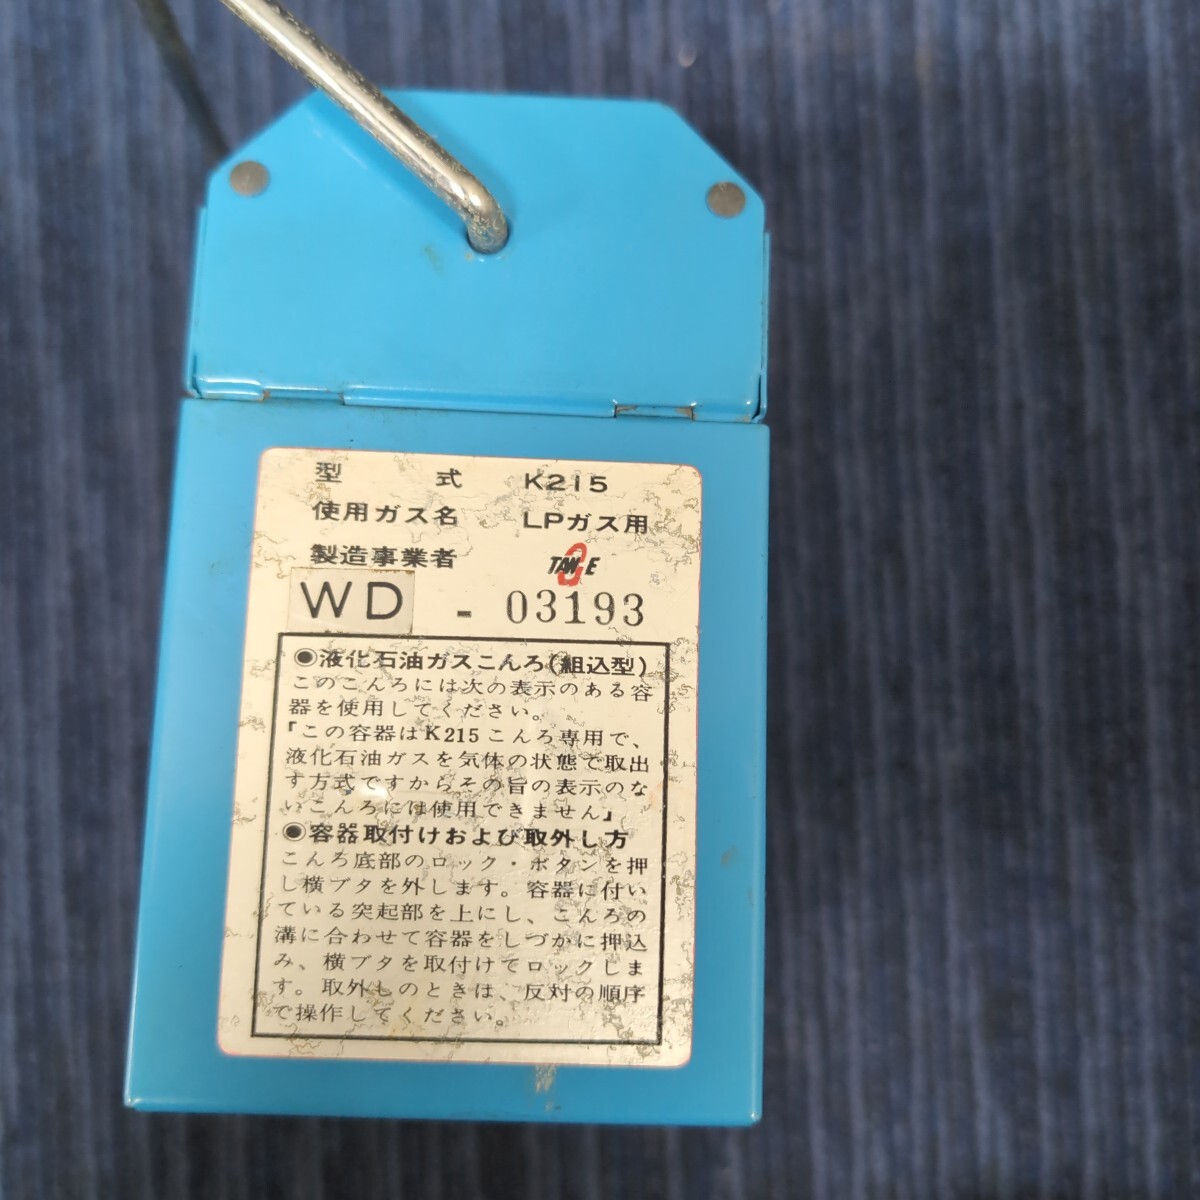 型式 K215
使用ガス名 LPガス用
製造事業者
WD - 03193
◉液化石油ガスこんろ(組込型)
このこんろには次の表示のある容
器を使用してください。
「この容器はK215こんろ専用で、
液化石油ガスを気体の状態で取出
す方式ですからその旨の表示のな
いこんろには使用できません」
◉容器取付けおよび取外し方
こんろ底部のロック・ボタンを押
し横ブタを外します。容器に付い
ている突起部を上にし、こんろの
溝に合わせて容器をしづかに押込
み、横ブタを取付けてロックしま
す。取外しのときは、反対の順序
で操作してください。